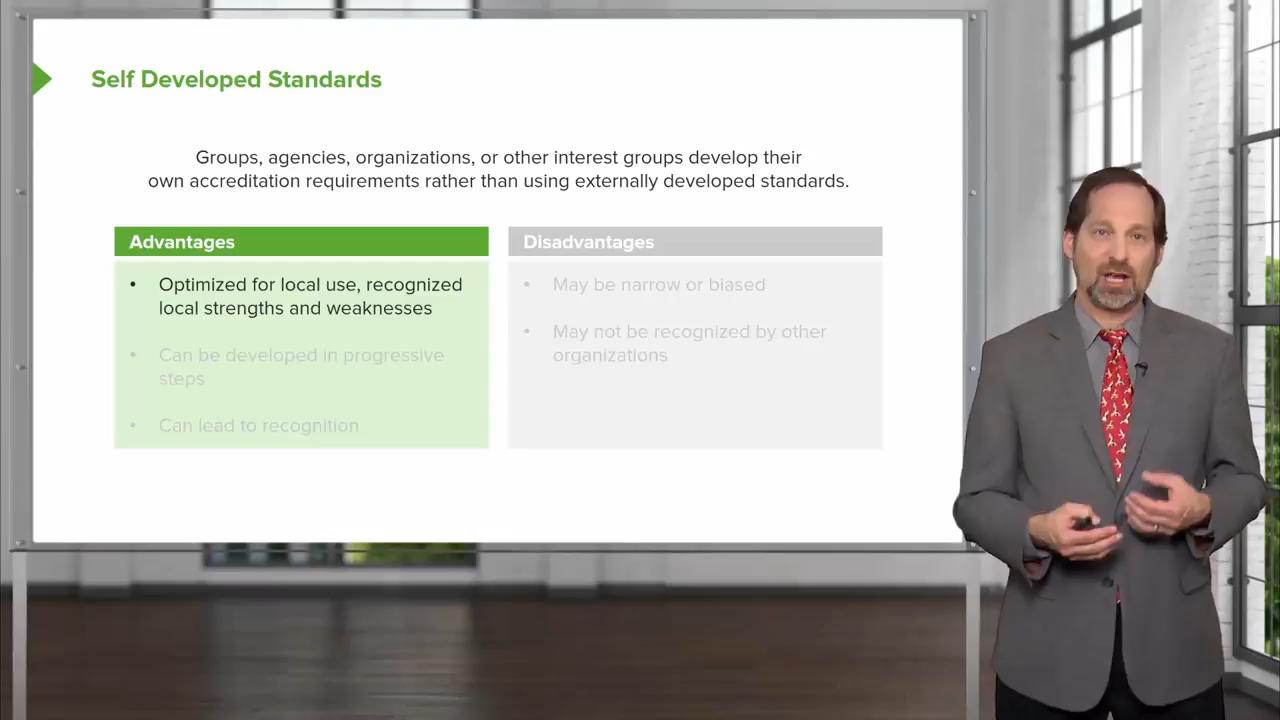 Self Developed Standards
Groups, agencies, organizations, or other interest groups develop their
own accreditation requirements rather than using externally developed standards.
Advantages
• Optimized for local use, recognized
local strengths and weaknesses
• Can be developed in progressive
steps
• Can lead to recognition
Disadvantages
• May be narrow or biased
• May not be recognized by other
organizations